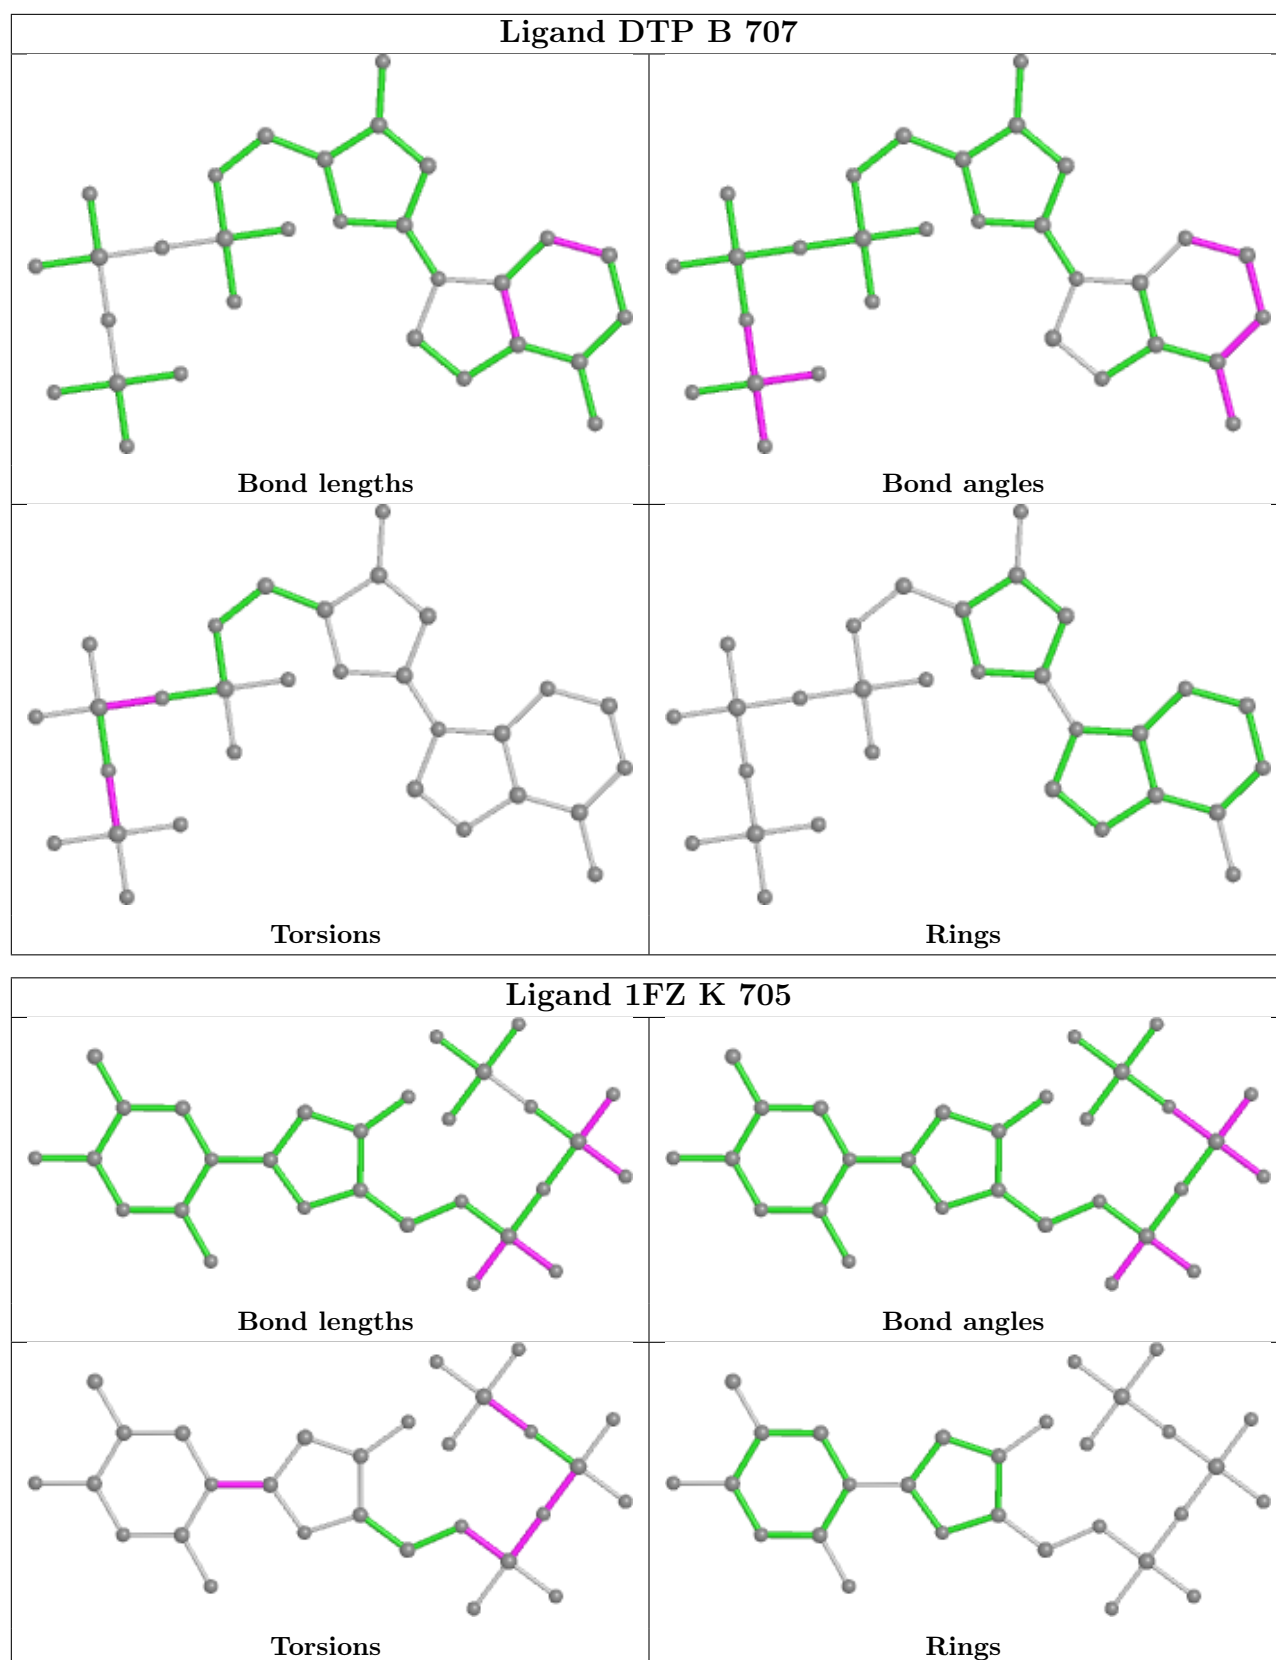 Ligand DTP B 707
Bond lengths
Bond angles
Torsions
Rings
Ligand 1FZ K 705
Bond lengths
Bond angles
Torsions
Rings